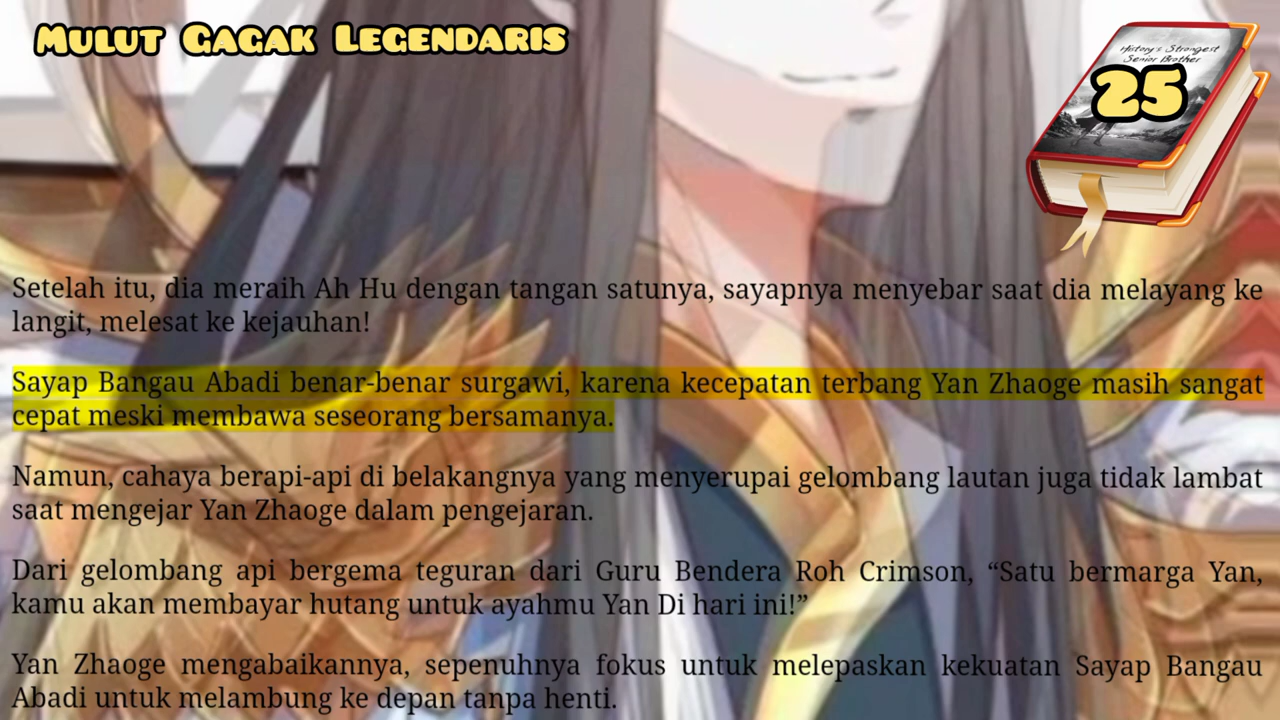 Mulut Gagak Legendaris
History's Strongest
Senior Brother
25
Setelah itu, dia meraih Ah Hu dengan tangan satunya, sayapnya menyebar saat dia melayang ke
langit, melesat ke kejauhan!
Sayap Bangau Abadi benar-benar surgawi, karena kecepatan terbang Yan Zhaoge masih sangat
cepat meski membawa seseorang bersamanya.
Namun, cahaya berapi-api di belakangnya yang menyerupai gelombang lautan juga tidak lambat
saat mengejar Yan Zhaoge dalam pengejaran.
Dari gelombang api bergema teguran dari Guru Bendera Roh Crimson, “Satu bermarga Yan,
kamu akan membayar hutang untuk ayahmu Yan Di hari ini!”
Yan Zhaoge mengabaikannya, sepenuhnya fokus untuk melepaskan kekuatan Sayap Bangau
Abadi untuk melambung ke depan tanpa henti.